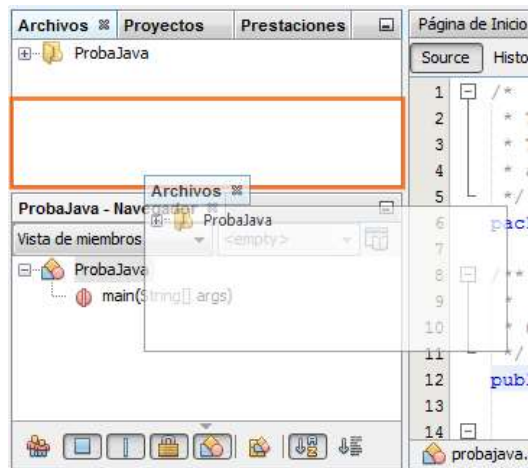 Archivos Proyectos Prestaciones
ProbaJava
Archivos
ProbaJava
ProbaJava - Navegador
Vista de miembros <empty>
ProbaJava
main(String[] args)
Página de Inicio
Source Histo
1 /*
2 *
3 *
4 *
5 */
6 pack
7
8 /**
9 *
10 *
11 */
12 publ
13
14
probajava.